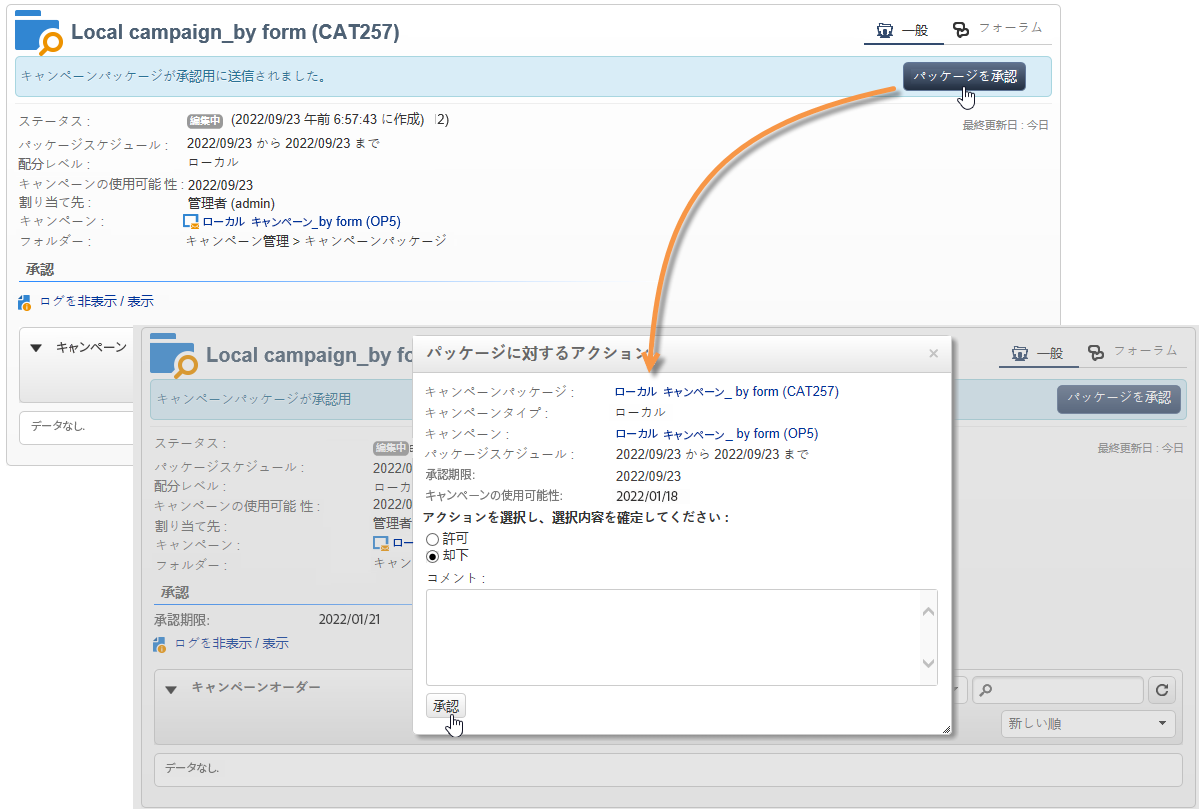 Local campaign_by form (CAT257)
一般
フォーラム
キャンペーンパッケージが承認用に送信されました。
パッケージを承認
ステータス :
編集中 (2022/09/23 午前 6:57:43 に作成) 2)
最終更新日 : 今日
パッケージスケジュール :
2022/09/23 から 2022/09/23 まで
配分レベル :
ローカル
キャンペーンの使用可能 性 :
2022/09/23
割り当て先 :
管理者 (admin)
キャンペーン :
ローカル キャンペーン_by form (OP5)
フォルダー :
キャンペーン管理 > キャンペーンパッケージ
承認
ログを非表示 / 表示
キャンペーン
データなし.
Local campaign_by fo
一般
フォーラム
キャンペーンパッケージが承認用
パッケージを承認
ステータス :
編集中
最終更新日 : 今日
パッケージスケジュール :
2022/0
配分レベル :
ローカ
キャンペーンの使用可能 性 :
2022/0
割り当て先 :
管理者
キャンペーン :
ロー
フォルダー :
キャン
承認
承認期限:
2022/01/21
ログを非表示 / 表示
キャンペーンオーダー
新しい順
データなし.
パッケージに対するアクション
キャンペーンパッケージ :
ローカル キャンペーン_ by form (CAT257)
キャンペーンタイプ :
ローカル
キャンペーン :
ローカル キャンペーン_ by form (OP5)
パッケージスケジュール :
2022/09/23 から 2022/09/23 まで
承認期限:
2022/09/23
キャンペーンの使用可能性:
2022/01/18
アクションを選択し、選択内容を確定してください :
許可
却下
コメント :
承認